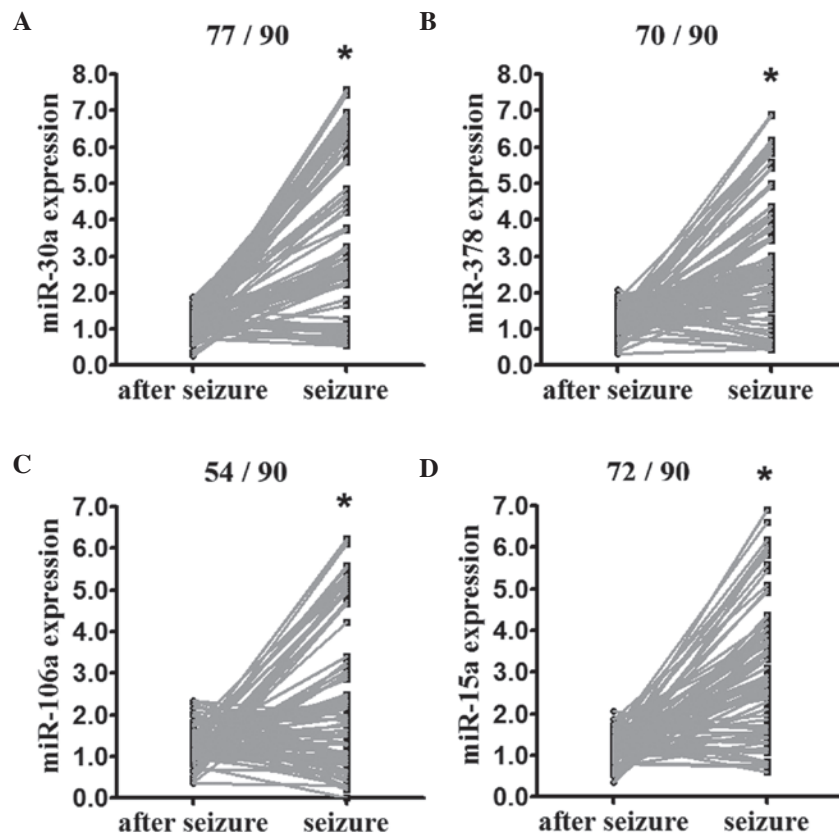 A
77 / 90
*
miR-30a expression
8.0
7.0
6.0
5.0
4.0
3.0
2.0
1.0
0.0
after seizure
seizure
B
70 / 90
*
miR-378 expression
8.0
7.0
6.0
5.0
4.0
3.0
2.0
1.0
0.0
after seizure
seizure
C
54 / 90
*
miR-106a expression
7.0
6.0
5.0
4.0
3.0
2.0
1.0
0.0
after seizure
seizure
D
72 / 90
*
miR-15a expression
7.0
6.0
5.0
4.0
3.0
2.0
1.0
0.0
after seizure
seizure